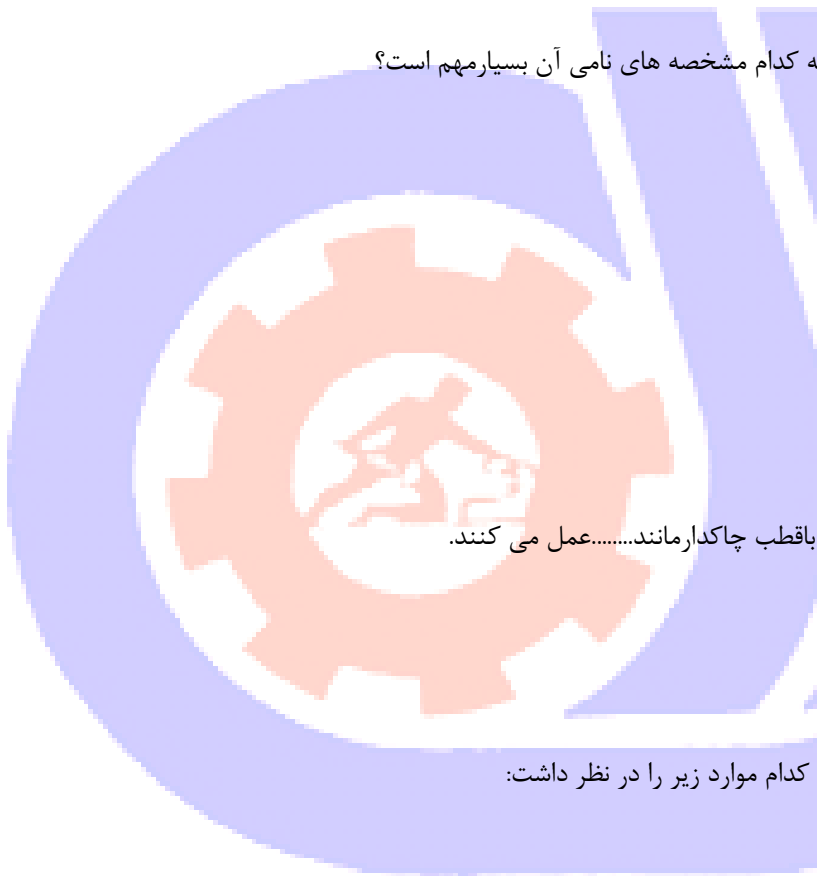 ه کدام مشخصه های نامی آن بسیارمهم است؟
باقطب چاکدارمانند........عمل می کنند.
کدام موارد زیر را در نظر داشت: